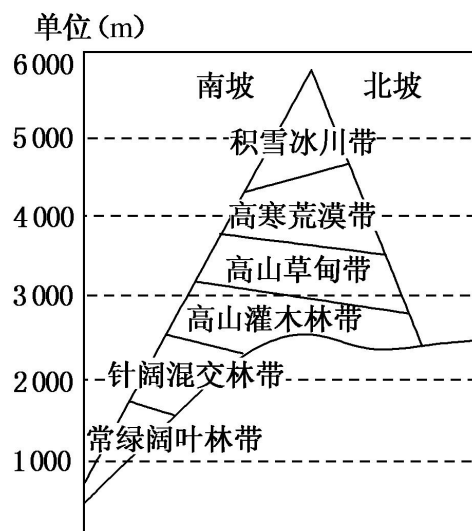 单位(m)
6 000
南坡 北坡
5 000
积雪冰川带
4 000
高寒荒漠带
高山草甸带
3 000
高山灌木林带
2 000
针阔混交林带
常绿阔叶林带
1 000